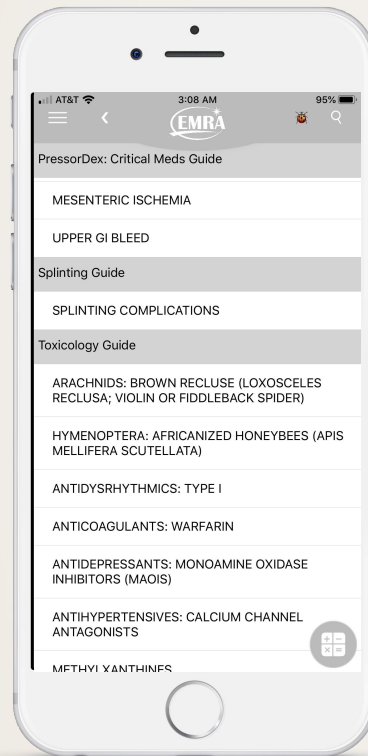 AT&T
3:08 AM
95%
EMRA
PressorDex: Critical Meds Guide
MESENTERIC ISCHEMIA
UPPER GI BLEED
Splinting Guide
SPLINTING COMPLICATIONS
Toxicology Guide
ARACHNIDS: BROWN RECLUSE (LOXOSCELES
RECLUSA; VIOLIN OR FIDDLEBACK SPIDER)
HYMENOPTERA: AFRICANIZED HONEYBEES (APIS
MELLIFERA SCUTELLATA)
ANTIDYSRHYTHMICS: TYPE I
ANTICOAGULANTS: WARFARIN
ANTIDEPRESSANTS: MONOAMINE OXIDASE
INHIBITORS (MAOIS)
ANTIHYPERTENSIVES: CALCIUM CHANNEL
ANTAGONISTS
METHYLXANTHINES